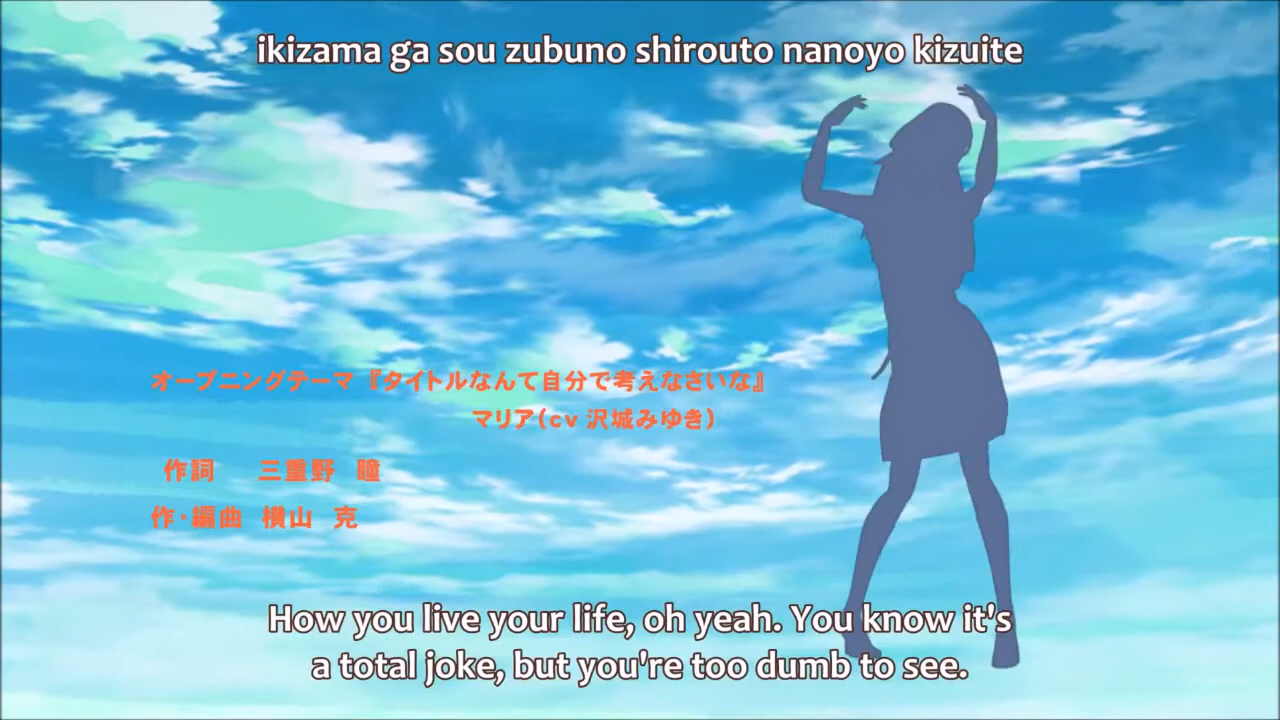 ikizama ga sou zubuno shirouto nanoyo kizuite
オープニングテーマ『タイトルなんて自分で考えなさいな』
マリア(cv 沢城みゆき)
作詞 三重野 瞳
作・編曲 横山 克
How you live your life, oh yeah. You know it's
a total joke, but you're too dumb to see.